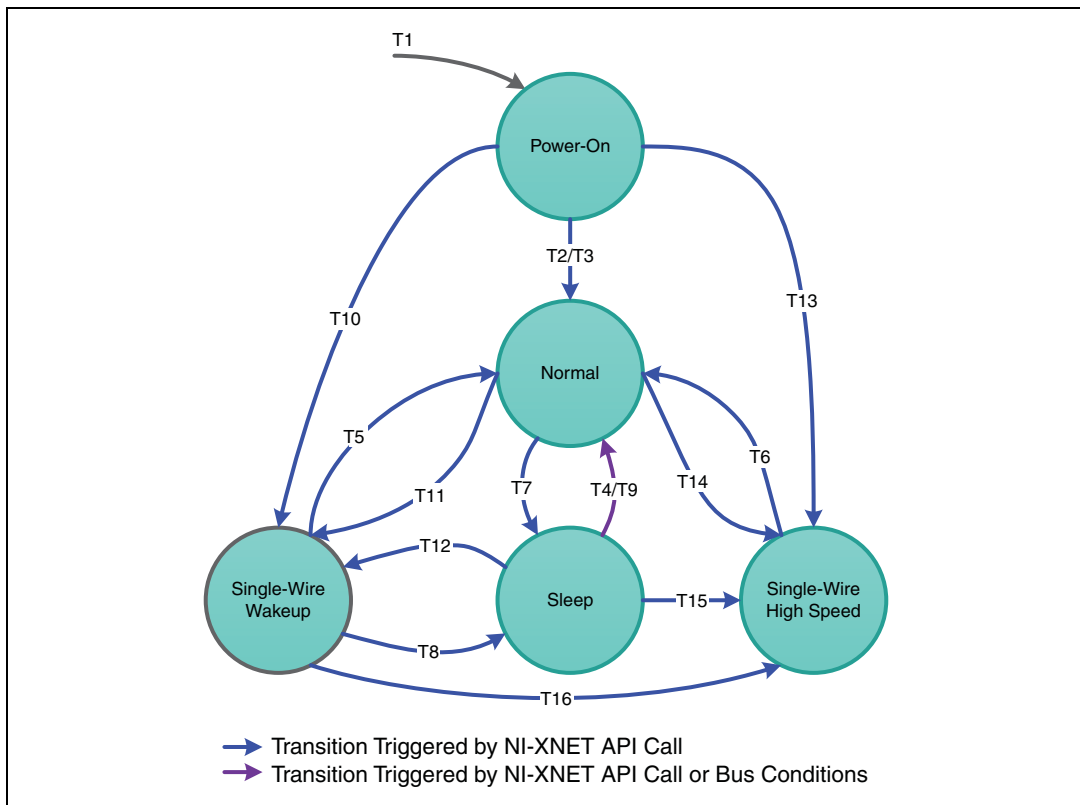 T1
Power-On
T2/T3
T13
T10
Normal
T5
T6
T14
T7
T4/T9
T11
T12
Single-Wire
Wakeup
Sleep
T15
Single-Wire
High Speed
T8
T16
Transition Triggered by NI-XNET API Call
Transition Triggered by NI-XNET API Call or Bus Conditions